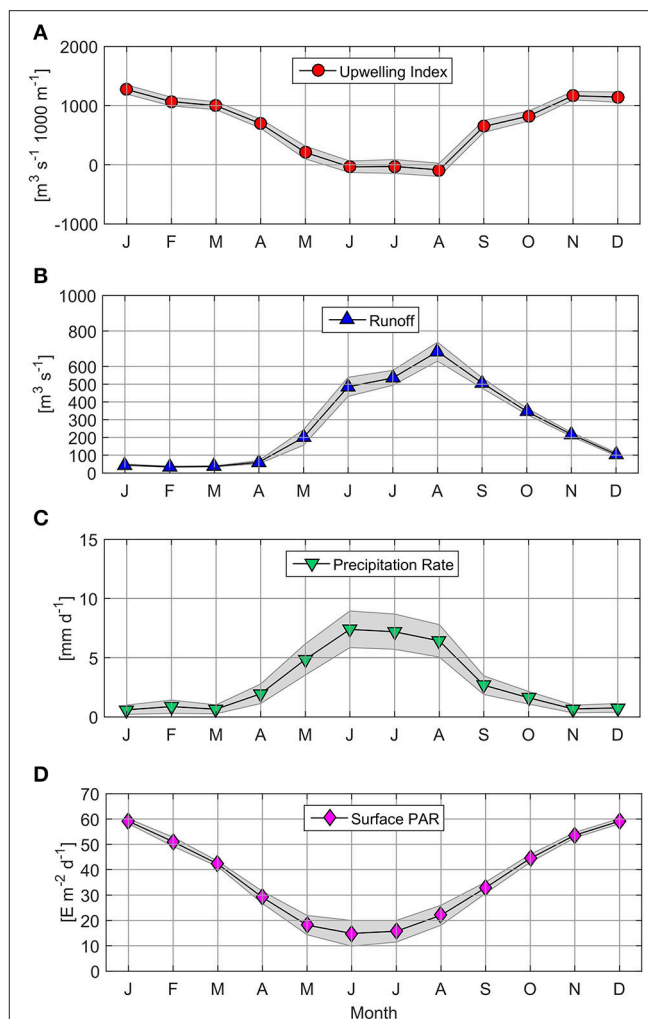 A
2000
1000
0
-1000
[m³ s⁻¹ 1000 m⁻¹]
Upwelling Index
J F M A M J J A S O N D
B
1000
800
600
500
400
300
200
100
0
[m³ s⁻¹]
Runoff
J F M A M J J A S O N D
C
15
10
5
0
[mm d⁻¹]
Precipitation Rate
J F M A M J J A S O N D
D
70
60
50
40
30
20
10
0
[E m⁻² d⁻¹]
Surface PAR
J F M A M J J A S O N D
Month